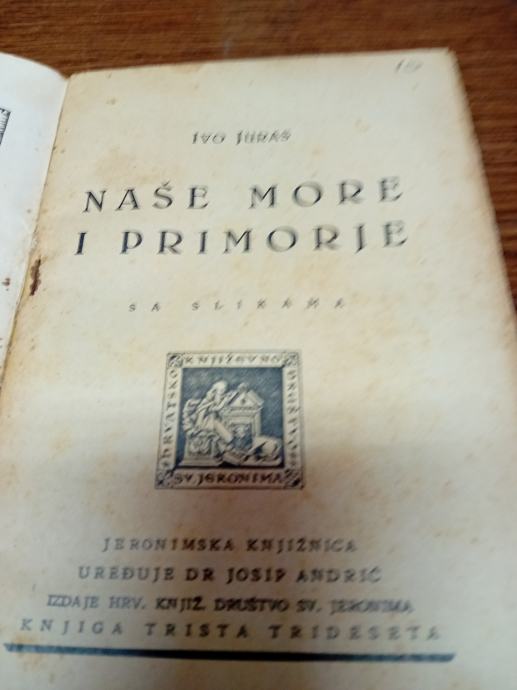 10
Ivo Juras
NAŠE MORE
I PRIMORJE
SA SLIKAMA
HRVATSKO KNJIŽEVNO DRUŠTVO
SV. JERONIMA
JERONIMSKA KNJIŽNICA
UREĐUJE DR JOSIP ANDRIĆ
IZDAJE HRV. KNJIŽ. DRUŠTVO SV. JERONIMA
KNJIGA TRISTA TRIDESETA